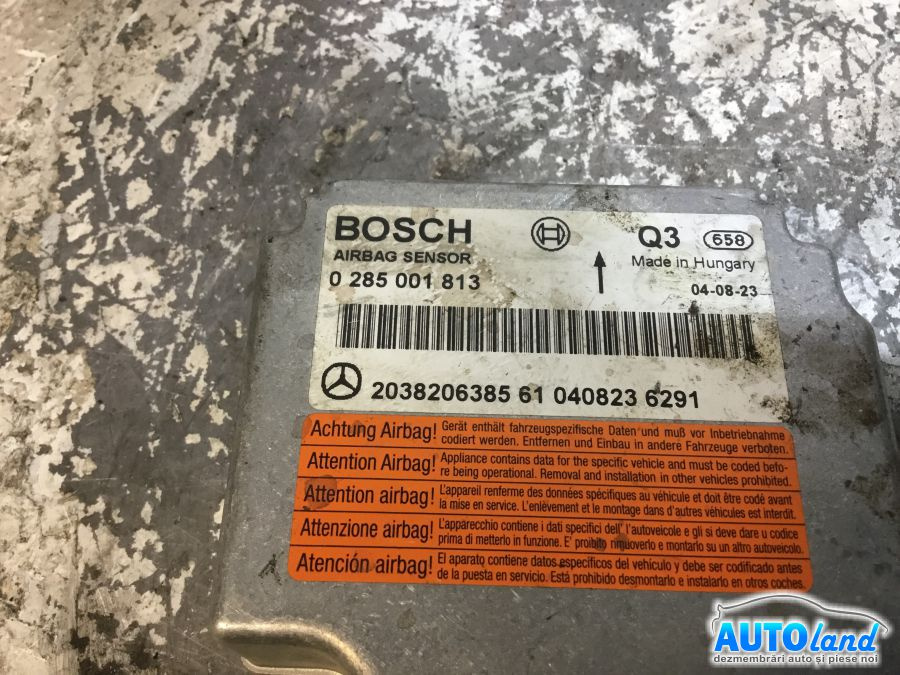 BOSCH
Q3 658
AIRBAG SENSOR
Made in Hungary
0 285 001 813
04-08-23
2038206385 61 040823 6291
Achtung Airbag! Gerät enthält fahrzeugspezifische Daten und muß vor Inbetriebnahme
codiert werden. Entfernen und Einbau in andere Fahrzeuge verboten.
Attention Airbag! Appliance contains data for the specific vehicle and must be coded befo-
re being operational. Removal and installation in other vehicles prohibited.
Attention airbag! L'appareil renferme des données spécifiques au véhicule et doit être codé avant
la mise en service. L'enlèvement et le montage dans d'autres véhicules est interdit.
Attenzione airbag! L'apparecchio contiene i dati specifici dell' l'autoveicole e gli si deve dare u codice
prima di metterlo in funzione. E' proibito rimuoverlo e montarlo su un altro autoveicolo.
Atención airbag! El aparato contiene datos específicos del vehículo y debe ser codificado antes
de la puesta en servicio. Está prohibido desmontarlo e instalarlo en otros coches.
AUTOland
dezmembrări auto și piese noi